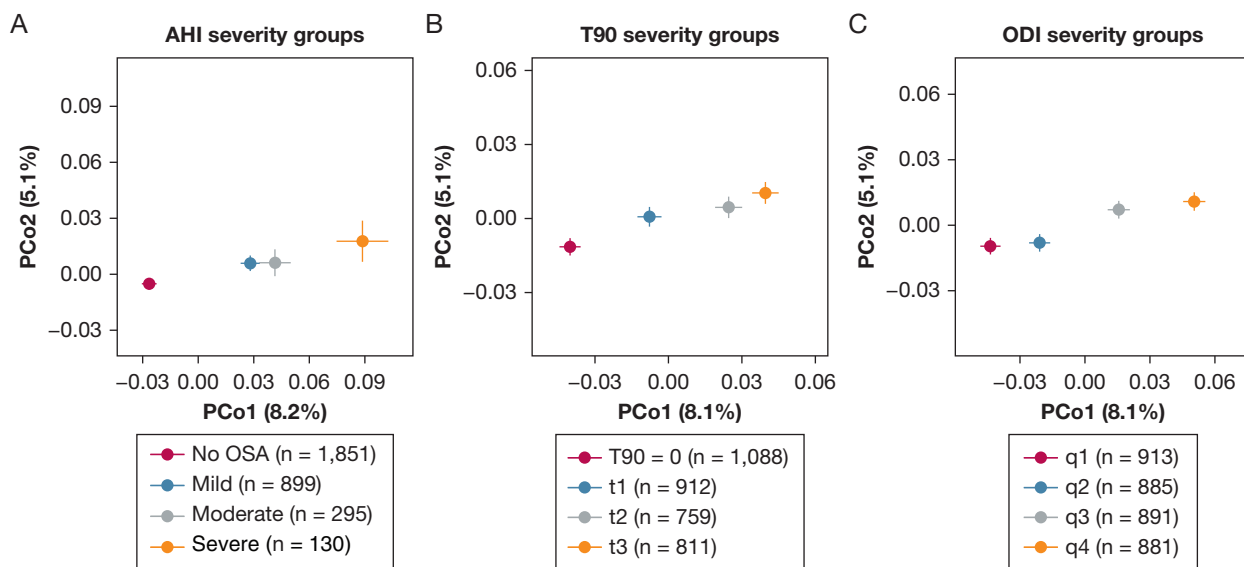 A
AHI severity groups
PCo2 (5.1%)
0.09
0.06
0.03
0.00
−0.03
−0.03 0.00 0.03 0.06 0.09
PCo1 (8.2%)
No OSA (n = 1,851)
Mild (n = 899)
Moderate (n = 295)
Severe (n = 130)
B
T90 severity groups
PCo2 (5.1%)
0.06
0.03
0.00
−0.03
−0.03 0.00 0.03 0.06
PCo1 (8.1%)
T90 = 0 (n = 1,088)
t1 (n = 912)
t2 (n = 759)
t3 (n = 811)
C
ODI severity groups
PCo2 (5.1%)
0.06
0.03
0.00
−0.03
−0.03 0.00 0.03 0.06
PCo1 (8.1%)
q1 (n = 913)
q2 (n = 885)
q3 (n = 891)
q4 (n = 881)